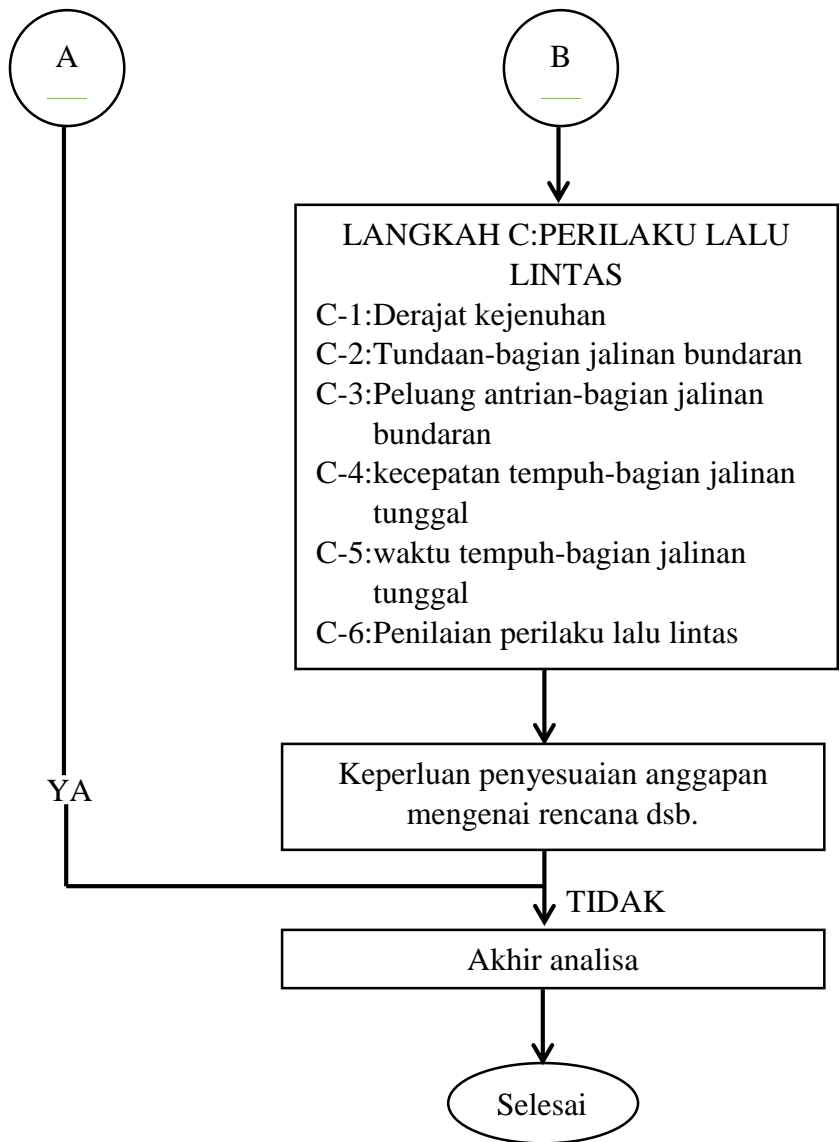 A
B
LANGKAH C:PERILAKU LALU
LINTAS
C-1:Derajat kejenuhan
C-2:Tundaan-bagian jalinan bundaran
C-3:Peluang antrian-bagian jalinan
bundaran
C-4:kecepatan tempuh-bagian jalinan
tunggal
C-5:waktu tempuh-bagian jalinan
tunggal
C-6:Penilaian perilaku lalu lintas
Keperluan penyesuaian anggapan
mengenai rencana dsb.
YA
TIDAK
Akhir analisa
Selesai